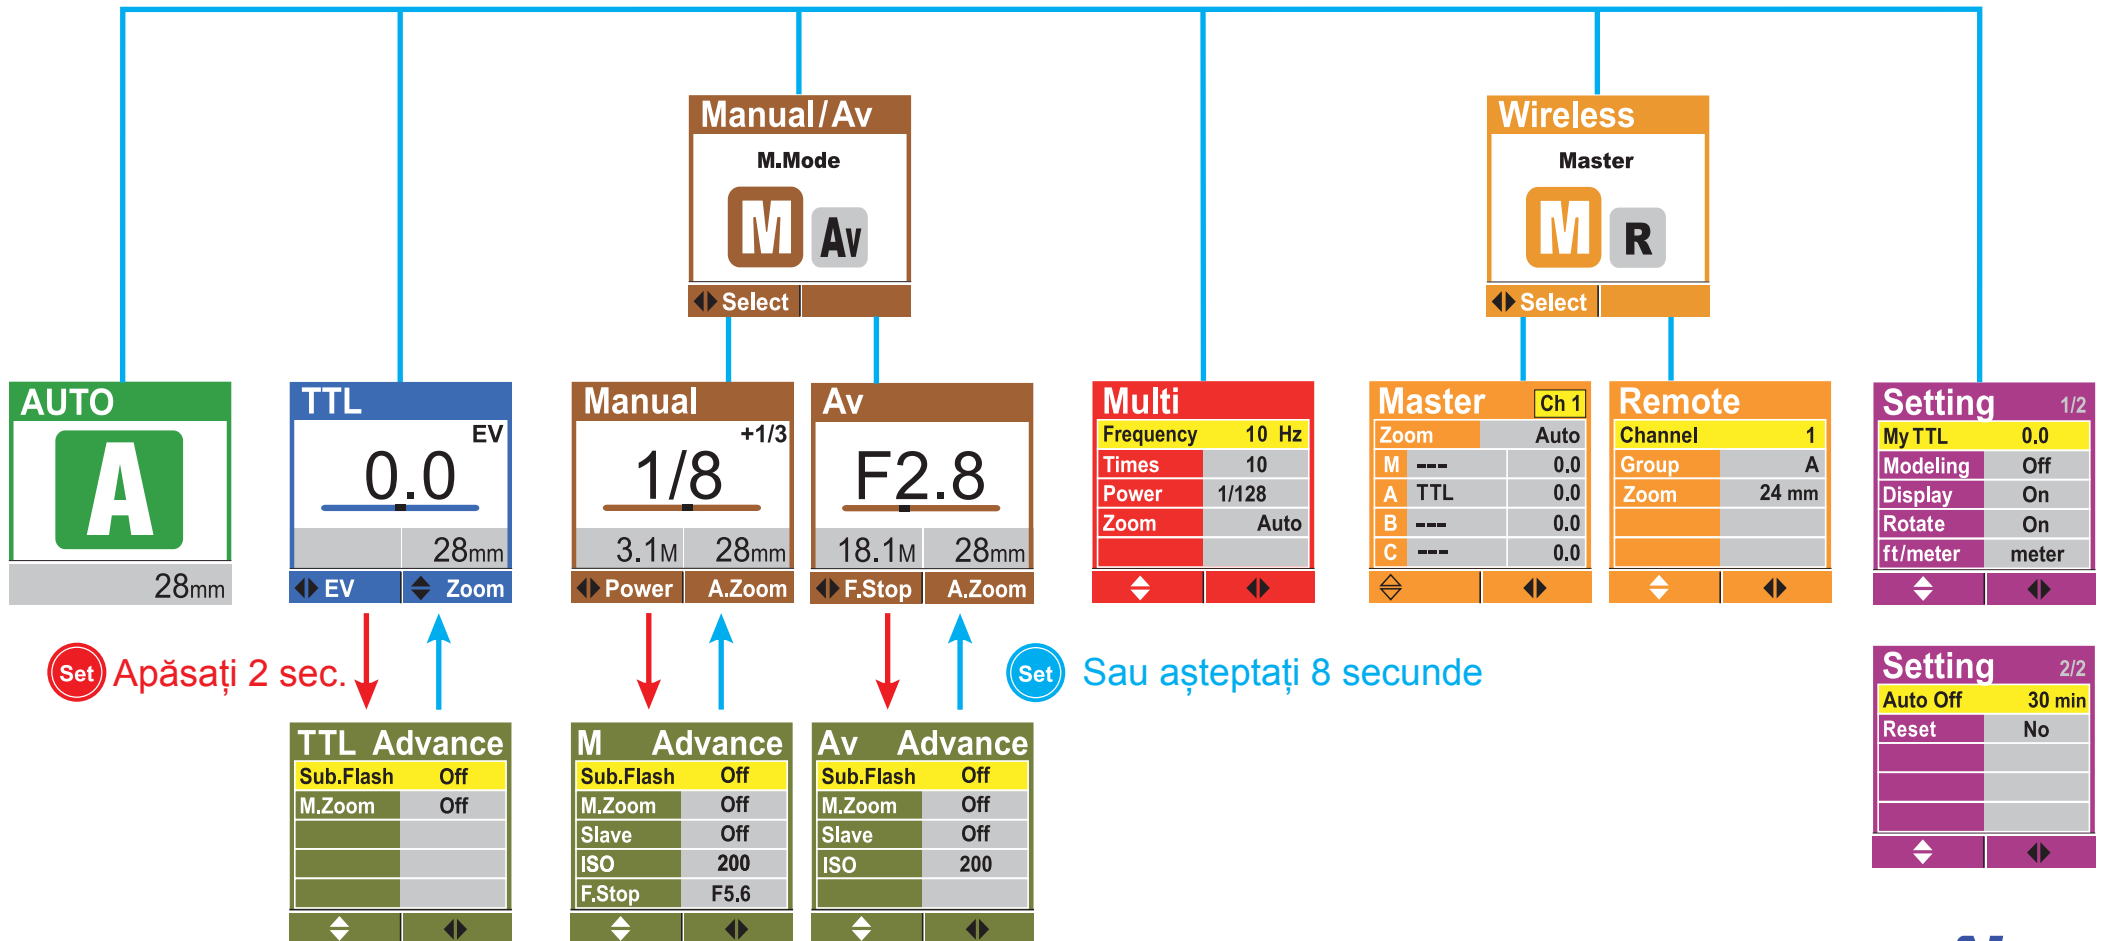 Manual/Av
M.Mode
M Av
Select
Wireless
Master
M R
Select
AUTO
A
28mm
TTL
EV
0.0
28mm
EV Zoom
Manual
+1/3
1/8
3.1M 28mm
Power A.Zoom
Av
F2.8
18.1M 28mm
F.Stop A.Zoom
Multi
Frequency 10 Hz
Times 10
Power 1/128
Zoom Auto
Master Ch 1
Zoom Auto
M --- 0.0
A TTL 0.0
B --- 0.0
C --- 0.0
Remote
Channel 1
Group A
Zoom 24 mm
Setting 1/2
My TTL 0.0
Modeling Off
Display On
Rotate On
ft/meter meter
Set Apăsați 2 sec.
Set Sau așteptați 8 secunde
Setting 2/2
Auto Off 30 min
Reset No
TTL Advance
Sub.Flash Off
M.Zoom Off
M Advance
Sub.Flash Off
M.Zoom Off
Slave Off
ISO 200
F.Stop F5.6
Av Advance
Sub.Flash Off
M.Zoom Off
Slave Off
ISO 200